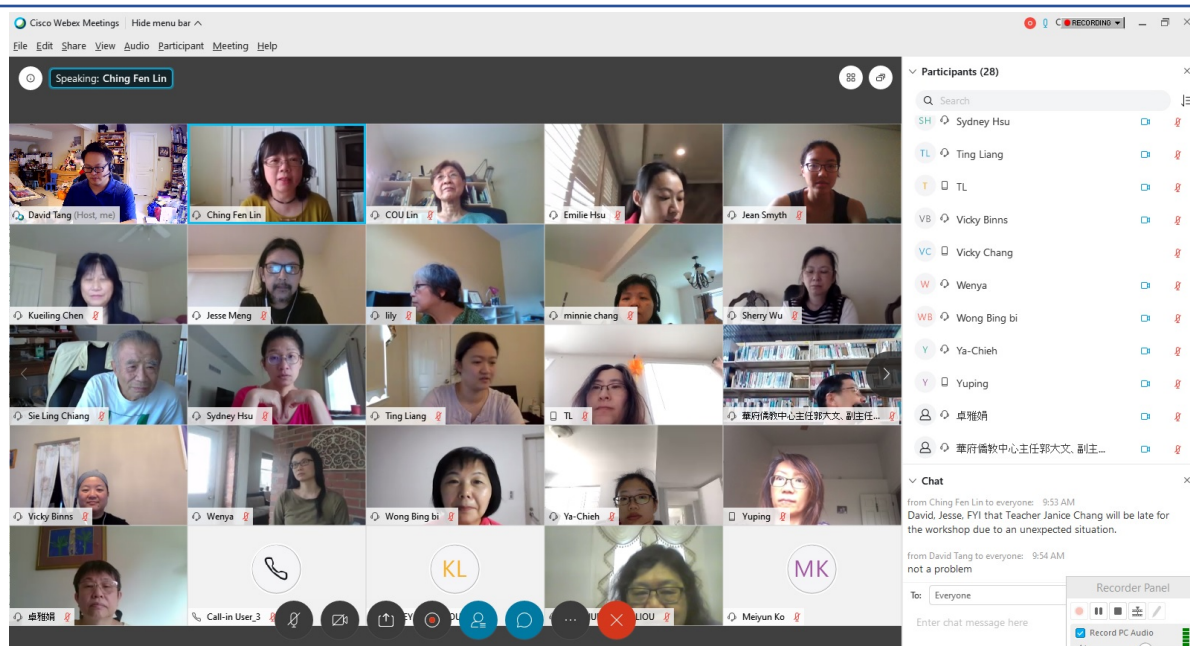 Cisco Webex Meetings Hide menu bar
RECORDING
File Edit Share View Audio Participant Meeting Help
Speaking: Ching Fen Lin
David Tang (Host, me)
Ching Fen Lin
COU Lin
Emilie Hsu
Jean Smyth
Kueiling Chen
Jesse Meng
lily
minnie chang
Sherry Wu
Sie Ling Chiang
Sydney Hsu
Ting Liang
TL
華府僑教中心主任郭大文、副主任...
Vicky Binns
Wenya
Wong Bing bi
Ya-Chieh
Yuping
卓雅娟
Call-in User_3
KL
LIOU
MK
Meiyun Ko
Participants (28)
Search
SH Sydney Hsu
TL Ting Liang
T TL
VB Vicky Binns
VC Vicky Chang
W Wenya
WB Wong Bing bi
Y Ya-Chieh
Y Yuping
卓雅娟
華府僑教中心主任郭大文、副主...
Chat
from Ching Fen Lin to everyone: 9:53 AM
David, Jesse, FYI that Teacher Janice Chang will be late for
the workshop due to an unexpected situation.
from David Tang to everyone: 9:54 AM
not a problem
To: Everyone
Enter chat message here
Recorder Panel
Record PC Audio